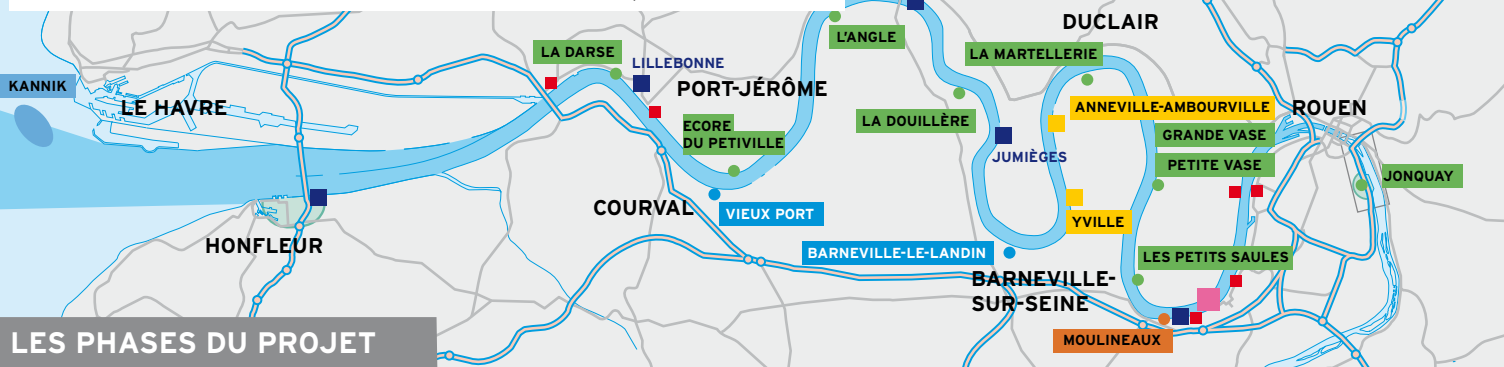 DUCLAIR
L'ANGLE
LA DARSE
LA MARTELLERIE
LILLEBONNE
KANNIK
PORT-JÉRÔME
LE HAVRE
ANNEVILLE-AMBOURVILLE
ROUEN
LA DOUILLÈRE
ECORE
DU PETIVILLE
GRANDE VASE
JUMIÈGES
PETITE VASE
JONQUAY
COURVAL
VIEUX PORT
YVILLE
HONFLEUR
BARNEVILLE-LE-LANDIN
LES PETITS SAULES
BARNEVILLE-
SUR-SEINE
MOULINEAUX
LES PHASES DU PROJET